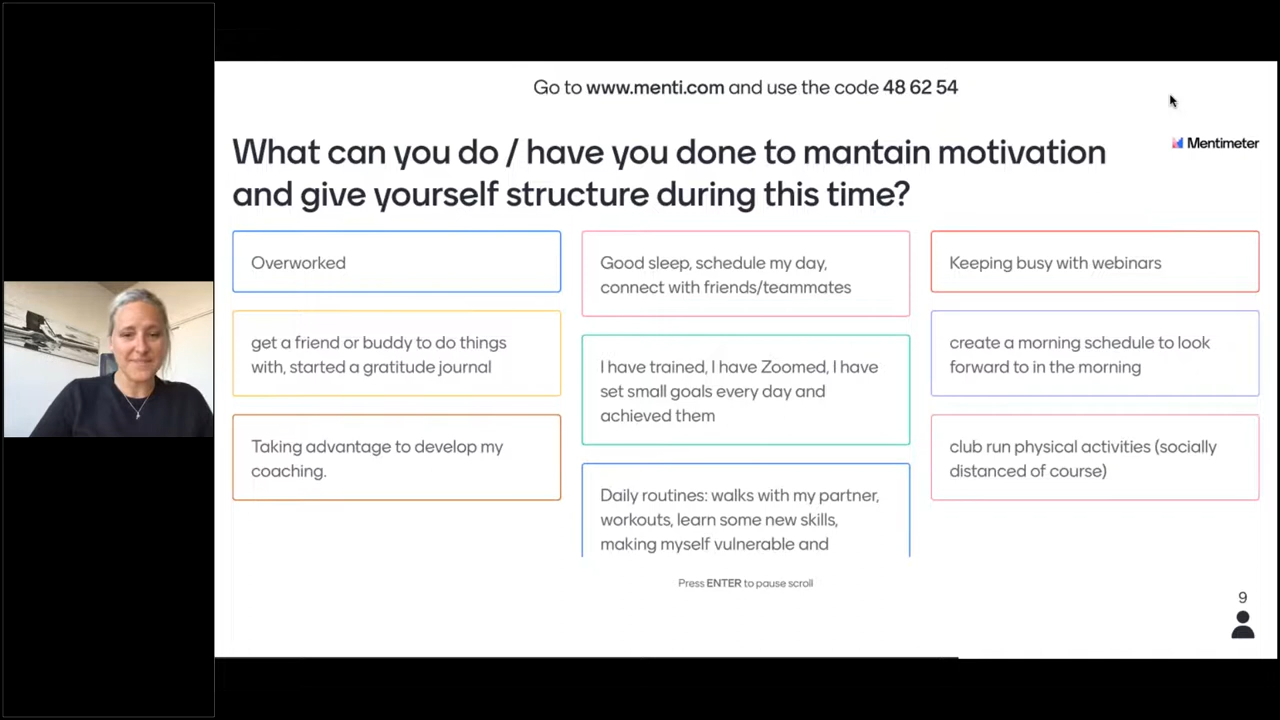 Go to www.menti.com and use the code 48 62 54
Mentimeter
What can you do / have you done to mantain motivation
and give yourself structure during this time?
Overworked
get a friend or buddy to do things
with, started a gratitude journal
Taking advantage to develop my
coaching.
Good sleep, schedule my day,
connect with friends/teammates
I have trained, I have Zoomed, I have
set small goals every day and
achieved them
Daily routines: walks with my partner,
workouts, learn some new skills,
making myself vulnerable and
Keeping busy with webinars
create a morning schedule to look
forward to in the morning
club run physical activities (socially
distanced of course)
Press ENTER to pause scroll
9